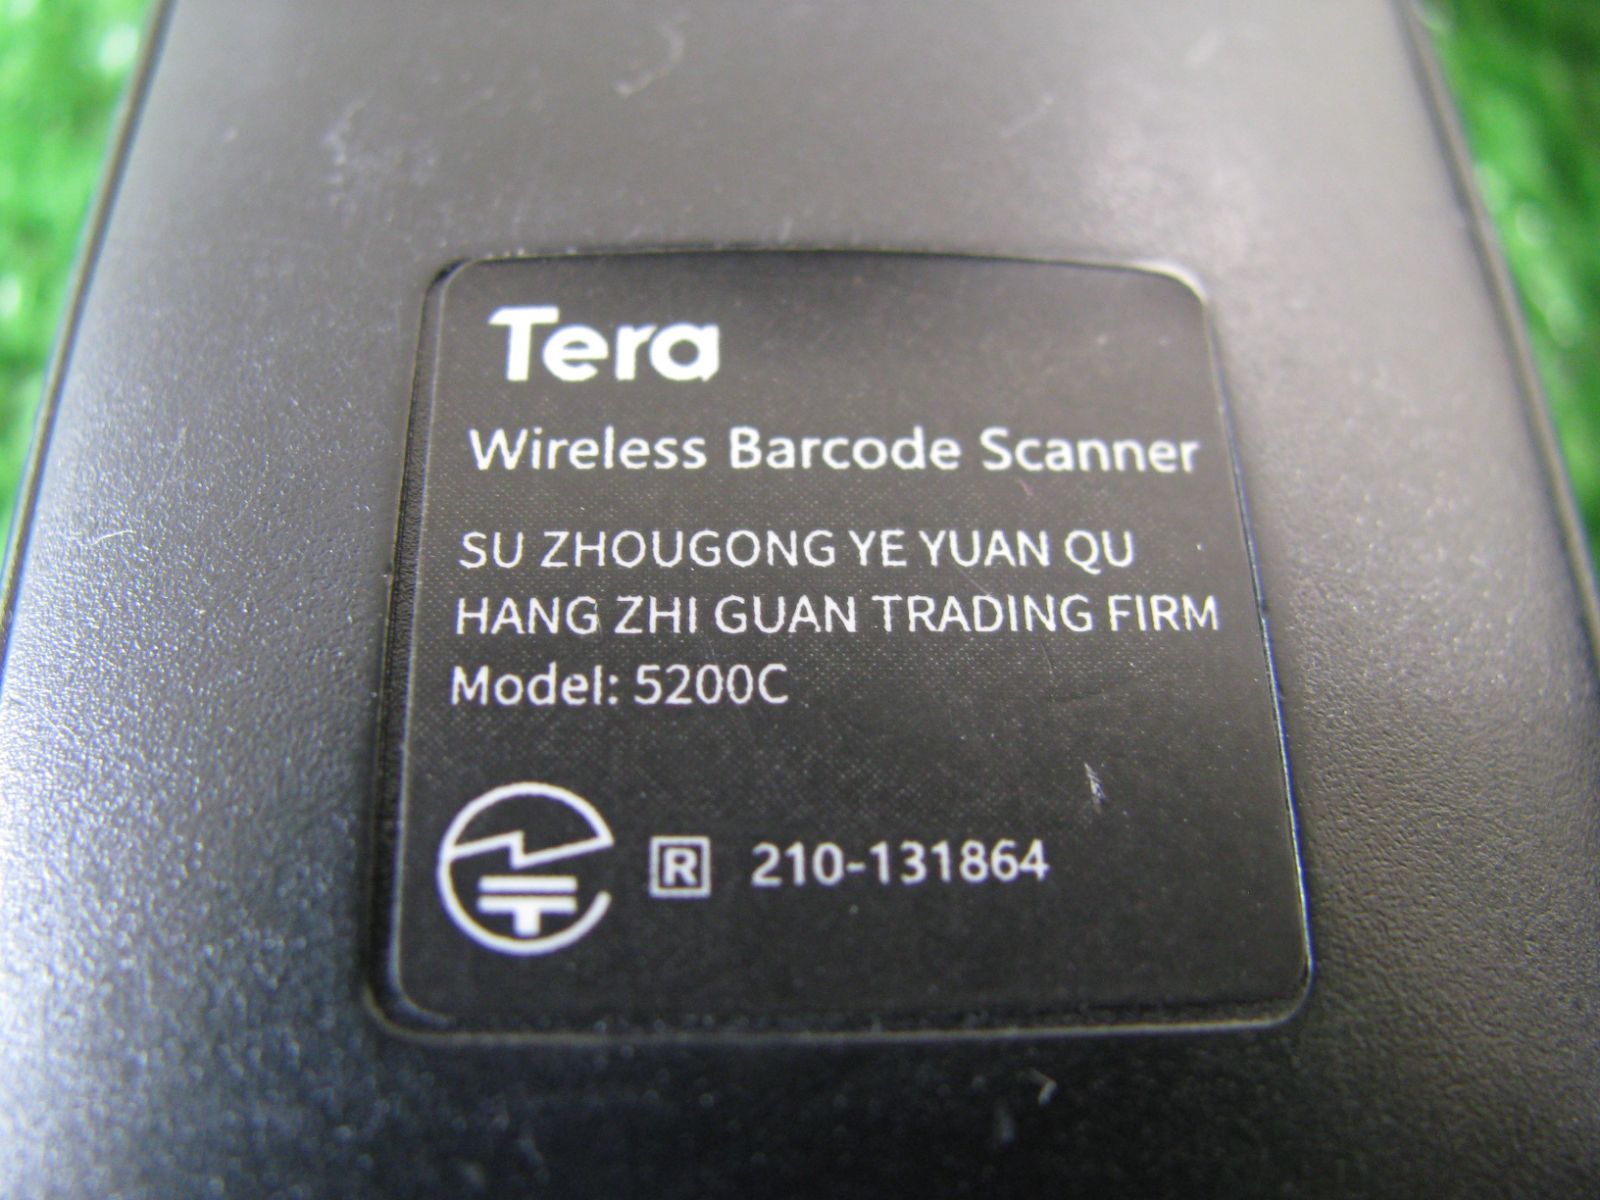 Tera
Wireless Barcode Scanner
SU ZHOUGONG YE YUAN QU
HANG ZHI GUAN TRADING FIRM
Model: 5200C
R 210-131864